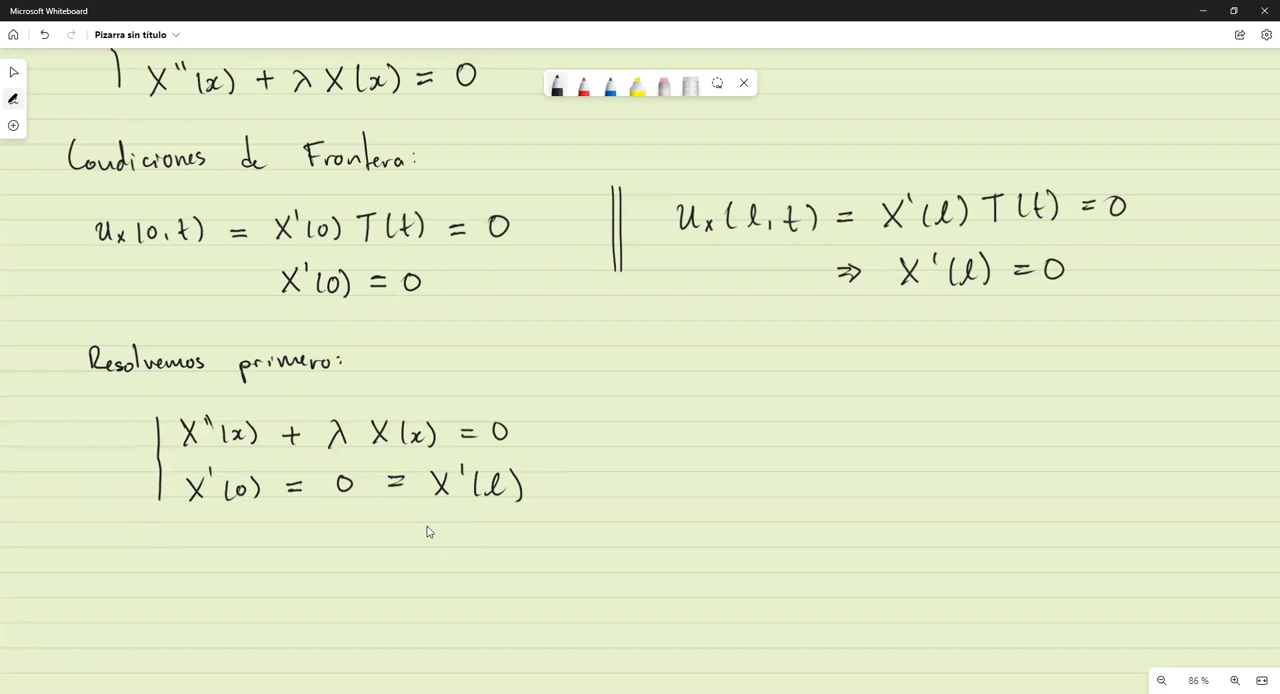 Microsoft Whiteboard
Pizarra sin título
X''(x) + λ X(x) = 0
Condiciones de Frontera:
u_x(0,t) = X'(0) T(t) = 0
X'(0) = 0
u_x(l,t) = X'(l) T(t) = 0
⇒ X'(l) = 0
Resolvemos primero:
X''(x) + λ X(x) = 0
X'(0) = 0 = X'(l)
86 %